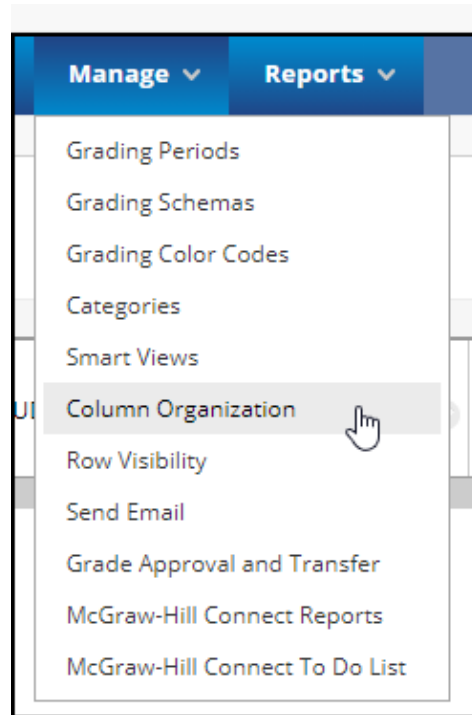 Manage Reports
Grading Periods
Grading Schemas
Grading Color Codes
Categories
Smart Views
Column Organization
Row Visibility
Send Email
Grade Approval and Transfer
McGraw-Hill Connect Reports
McGraw-Hill Connect To Do List